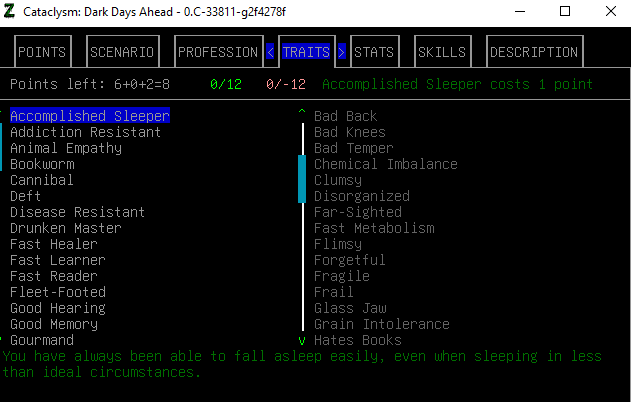 Cataclysm: Dark Days Ahead - 0.C-33811-g2f4278f
POINTS SCENARIO PROFESSION < TRAITS > STATS SKILLS DESCRIPTION
Points left: 6+0+2=8 0/12 0/-12 Accomplished Sleeper costs 1 point
Accomplished Sleeper
Addiction Resistant
Animal Empathy
Bookworm
Cannibal
Deft
Disease Resistant
Drunken Master
Fast Healer
Fast Learner
Fast Reader
Fleet-Footed
Good Hearing
Good Memory
Gourmand
Bad Back
Bad Knees
Bad Temper
Chemical Imbalance
Clumsy
Disorganized
Far-Sighted
Fast Metabolism
Flimsy
Forgetful
Fragile
Frail
Glass Jaw
Grain Intolerance
Hates Books
You have always been able to fall asleep easily, even when sleeping in less
than ideal circumstances.